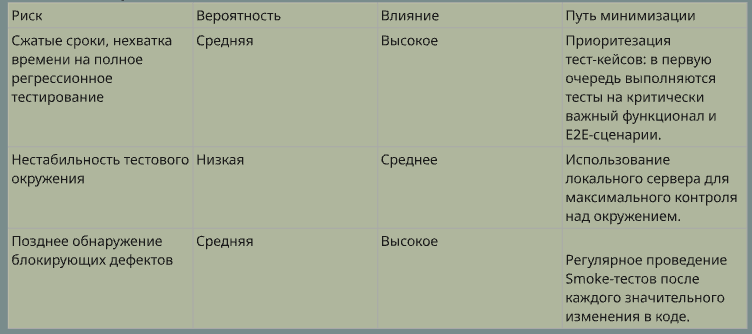 Риск Вероятность Влияние Путь минимизации
Сжатые сроки, нехватка
времени на полное
регрессионное
тестирование
Средняя
Высокое
Приоритезация
тест-кейсов: в первую
очередь выполняются
тесты на критически
важный функционал и
E2E-сценарии.
Нестабильность тестового
окружения
Низкая
Среднее
Использование
локального сервера для
максимального контроля
над окружением.
Позднее обнаружение
блокирующих дефектов
Средняя
Высокое
Регулярное проведение
Smoke-тестов после
каждого значительного
изменения в коде.